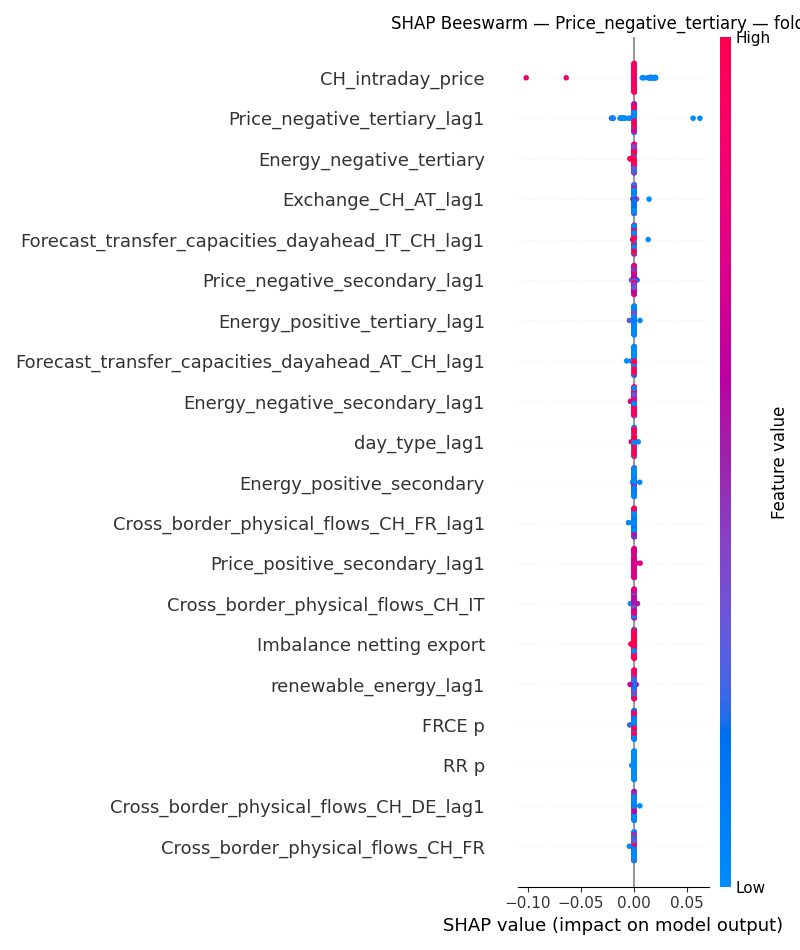 SHAP Beeswarm — Price_negative_tertiary — fold
High
CH_intraday_price
Price_negative_tertiary_lag1
Energy_negative_tertiary
Exchange_CH_AT_lag1
Forecast_transfer_capacities_dayahead_IT_CH_lag1
Price_negative_secondary_lag1
Energy_positive_tertiary_lag1
Forecast_transfer_capacities_dayahead_AT_CH_lag1
Energy_negative_secondary_lag1
day_type_lag1
Energy_positive_secondary
Cross_border_physical_flows_CH_FR_lag1
Price_positive_secondary_lag1
Cross_border_physical_flows_CH_IT
Imbalance netting export
renewable_energy_lag1
FRCE p
RR p
Cross_border_physical_flows_CH_DE_lag1
Cross_border_physical_flows_CH_FR
Feature value
Low
−0.10 −0.05 0.00 0.05
SHAP value (impact on model output)